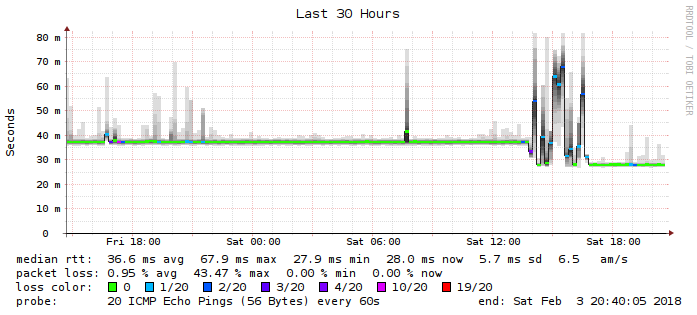 Last 30 Hours
RRDTOOL / TOBI OETIKER
Seconds
80 m
70 m
60 m
50 m
40 m
30 m
20 m
10 m
0
Fri 18:00 Sat 00:00 Sat 06:00 Sat 12:00 Sat 18:00
median rtt: 36.6 ms avg 67.9 ms max 27.9 ms min 28.0 ms now 5.7 ms sd 6.5 am/s
packet loss: 0.95 % avg 43.47 % max 0.00 % min 0.00 % now
loss color: 0 1/20 2/20 3/20 4/20 10/20 19/20
probe: 20 ICMP Echo Pings (56 Bytes) every 60s end: Sat Feb 3 20:40:05 2018